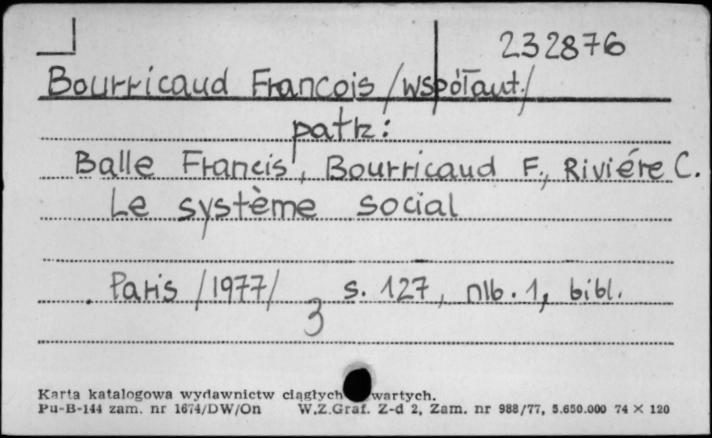 232876
Bourricaud Francois /współaut./
patrz:
Balle Francis, Bourricaud F., Riviére C.
Le système social
Paris /1977/ s. 127, nlb. 1, bibl.
3
Karta katalogowa wydawnictw ciągłych wartych.
Pu-B-144 zam. nr 1674/DW/On W.Z.Graf. Z-d 2, Zam. nr 988/77, 5.650.000 74 × 120